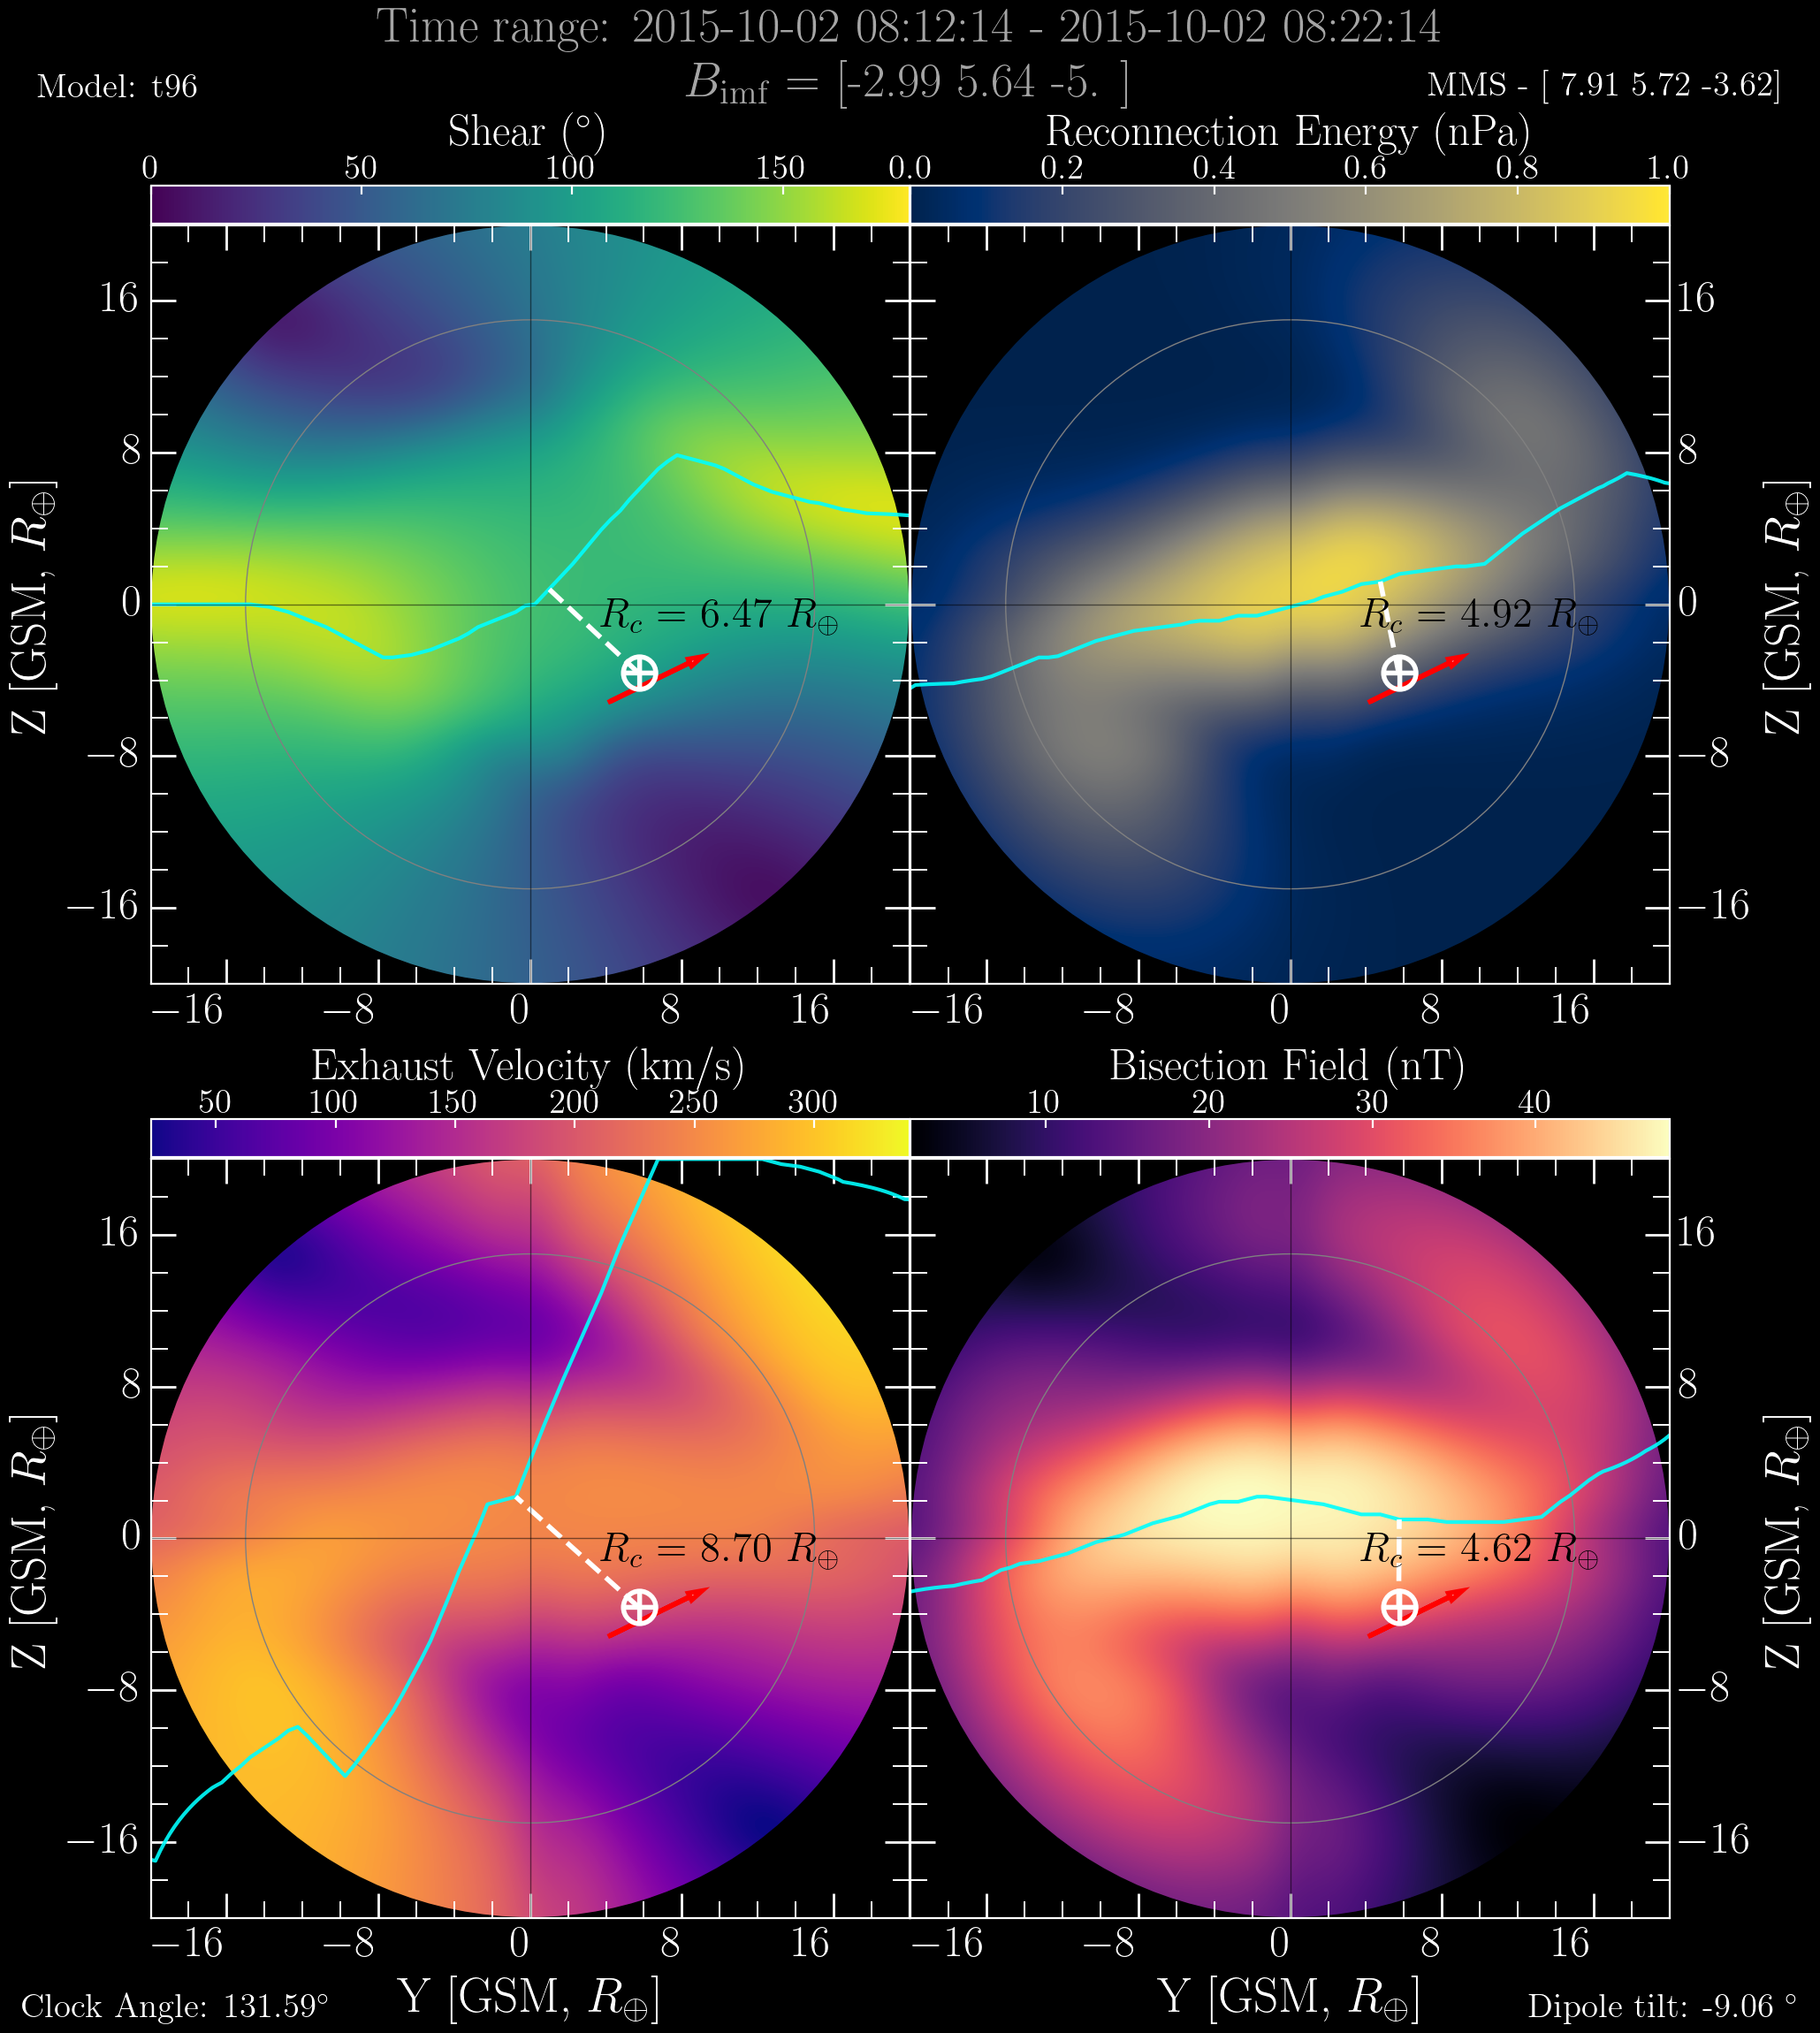 Time range: 2015-10-02 08:12:14 - 2015-10-02 08:22:14
Model: t96
B_imf = [-2.99 5.64 -5. ]
MMS - [ 7.91 5.72 -3.62]
Shear (°)
Reconnection Energy (nPa)
0 50 100 150
0.0 0.2 0.4 0.6 0.8 1.0
16
8
0
−8
−16
Z [GSM, R⊕]
R_c = 6.47 R⊕
−16 −8 0 8 16
R_c = 4.92 R⊕
16
8
0
−8
−16
Z [GSM, R⊕]
−16 −8 0 8 16
Exhaust Velocity (km/s)
Bisection Field (nT)
50 100 150 200 250 300
10 20 30 40
16
8
0
−8
−16
Z [GSM, R⊕]
R_c = 8.70 R⊕
−16 −8 0 8 16
Y [GSM, R⊕]
R_c = 4.62 R⊕
16
8
0
−8
−16
Z [GSM, R⊕]
−16 −8 0 8 16
Y [GSM, R⊕]
Clock Angle: 131.59°
Dipole tilt: -9.06 °